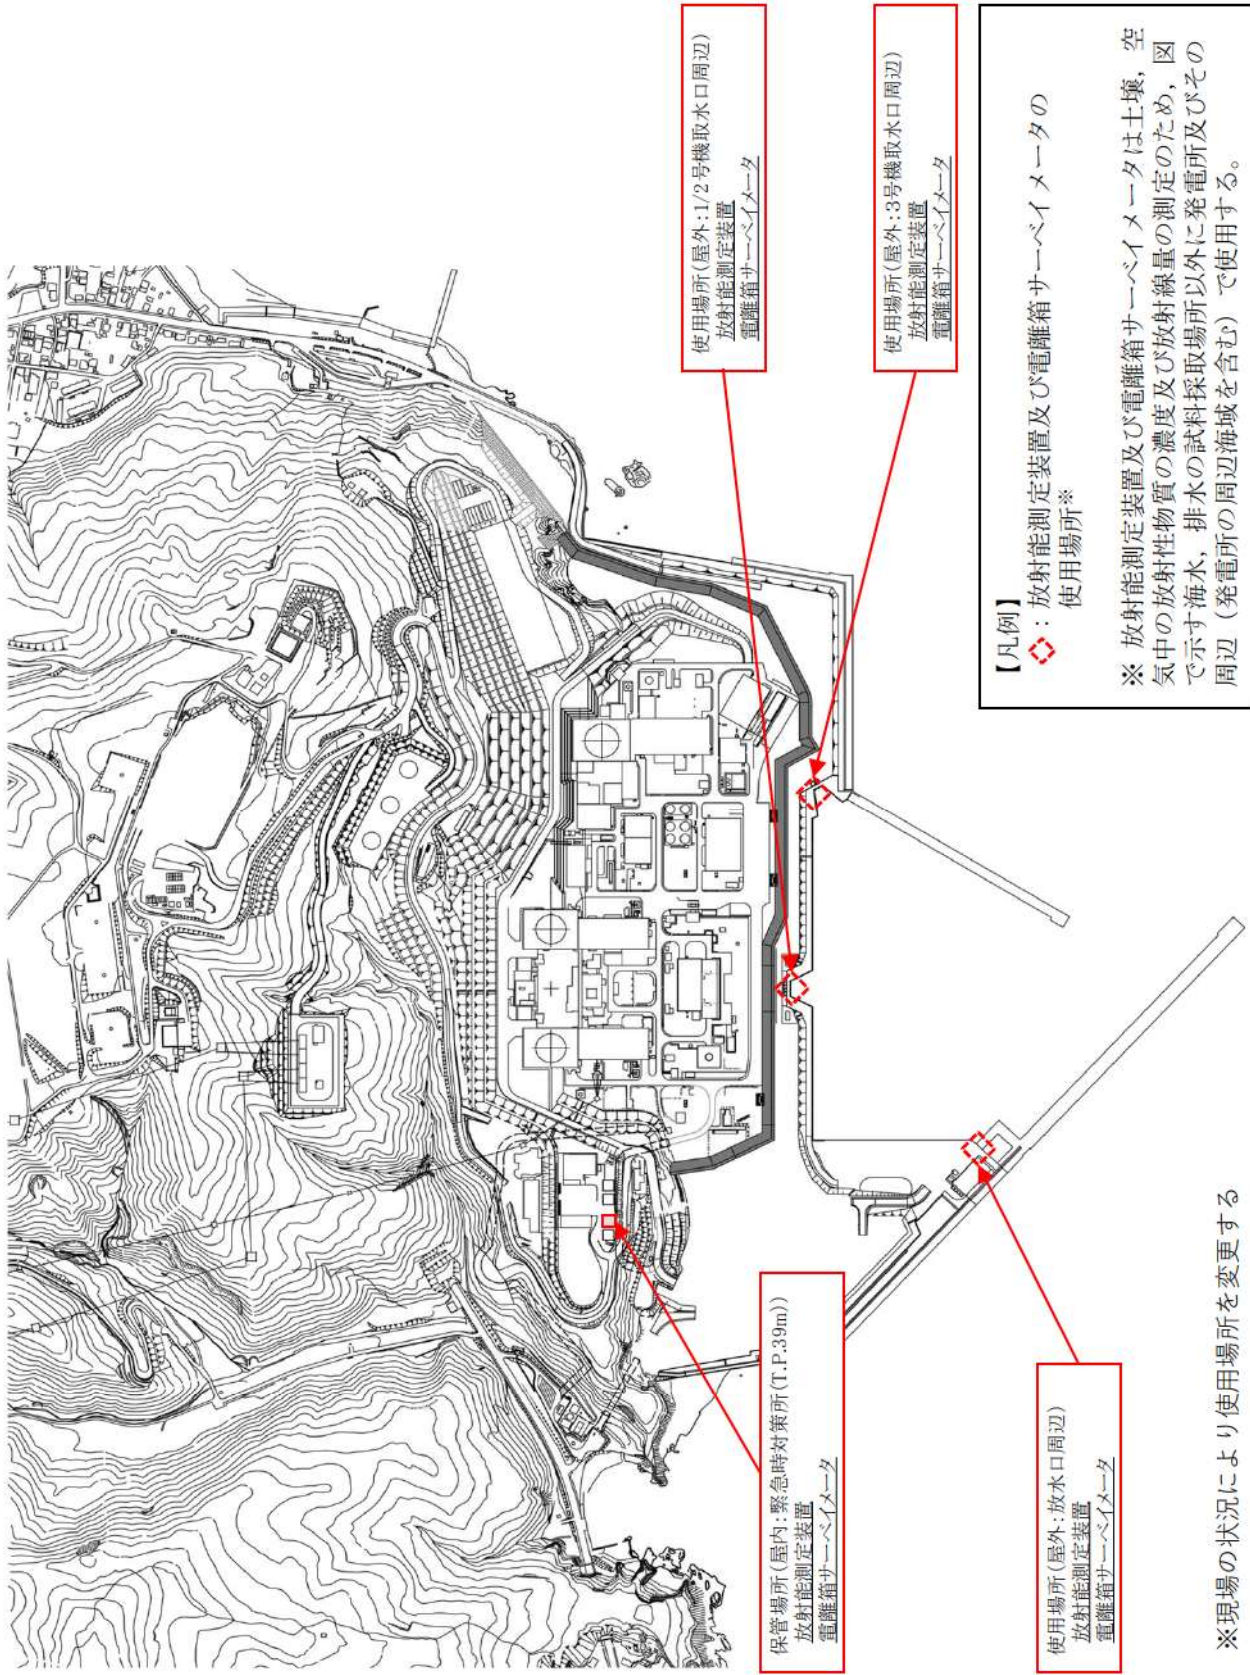 保管場所(屋内:緊急時対策所(T.P.39m))
放射能測定装置
電離箱サーベイメータ
使用場所(屋外:放水口周辺)
放射能測定装置
電離箱サーベイメータ
使用場所(屋外:1/2号機取水口周辺)
放射能測定装置
電離箱サーベイメータ
使用場所(屋外:3号機取水口周辺)
放射能測定装置
電離箱サーベイメータ
【凡例】
:放射能測定装置及び電離箱サーベイメータの
使用場所※
※ 放射能測定装置及び電離箱サーベイメータは土壌，空
気中の放射性物質の濃度及び放射線量の測定のため，図
で示す海水，排水の試料採取場所以外に発電所及びその
周辺（発電所の周辺海域を含む）で使用する。
※現場の状況により使用場所を変更する